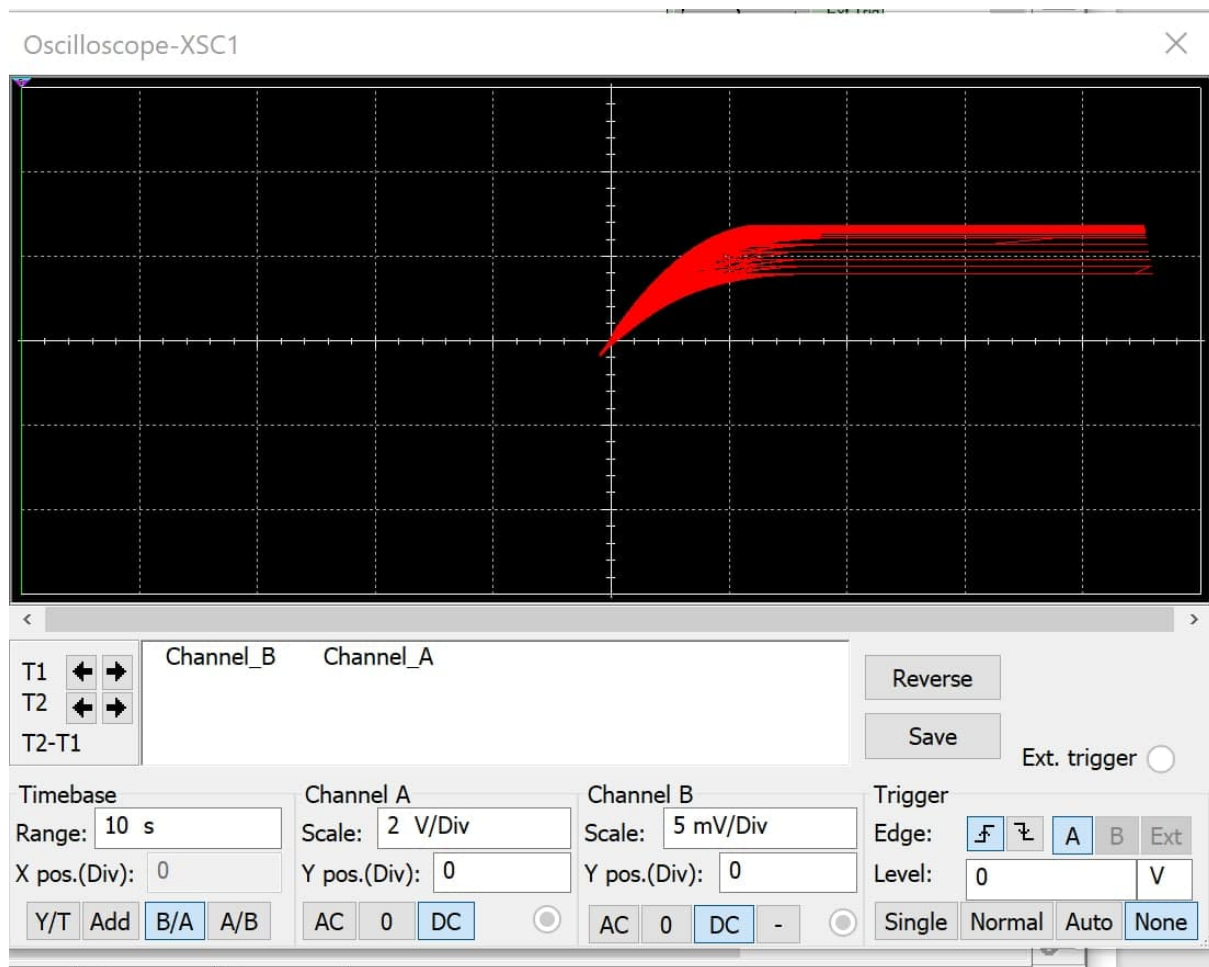 Ext Trig
Oscilloscope-XSC1
T1
T2
T2-T1
Channel_B Channel_A
Reverse
Save
Ext. trigger
Timebase
Range: 10 s
X pos.(Div): 0
Y/T Add B/A A/B
Channel A
Scale: 2 V/Div
Y pos.(Div): 0
AC 0 DC
Channel B
Scale: 5 mV/Div
Y pos.(Div): 0
AC 0 DC -
Trigger
Edge: A B Ext
Level: 0 V
Single Normal Auto None